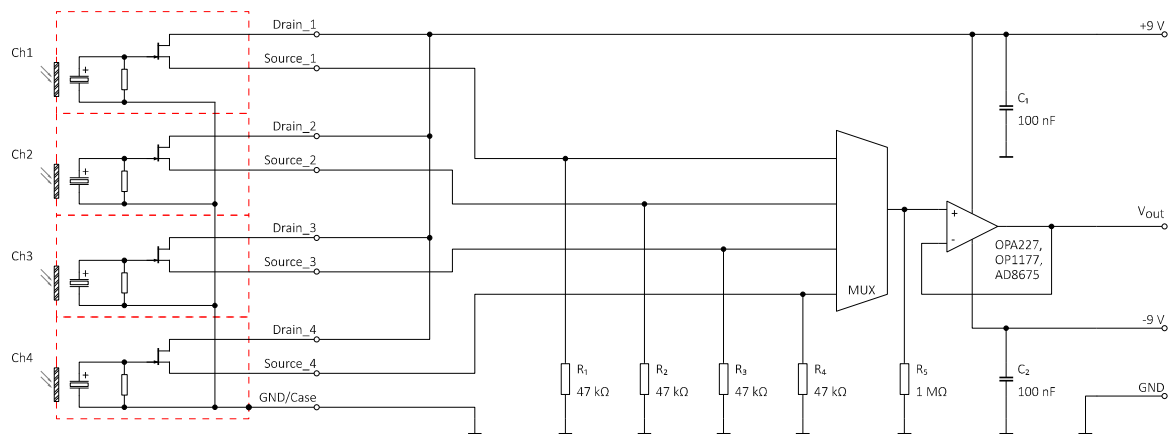 Drain_1
+9 V
Ch1
Source_1
+
C₁
100 nF
Drain_2
Ch2
Source_2
+
Vout
+
-
OPA227,
OP1177,
AD8675
Drain_3
Ch3
Source_3
+
MUX
Drain_4
-9 V
Ch4
Source_4
+
R₁
47 kΩ
R₂
47 kΩ
R₃
47 kΩ
R₄
47 kΩ
R₅
1 MΩ
C₂
100 nF
GND
GND/Case